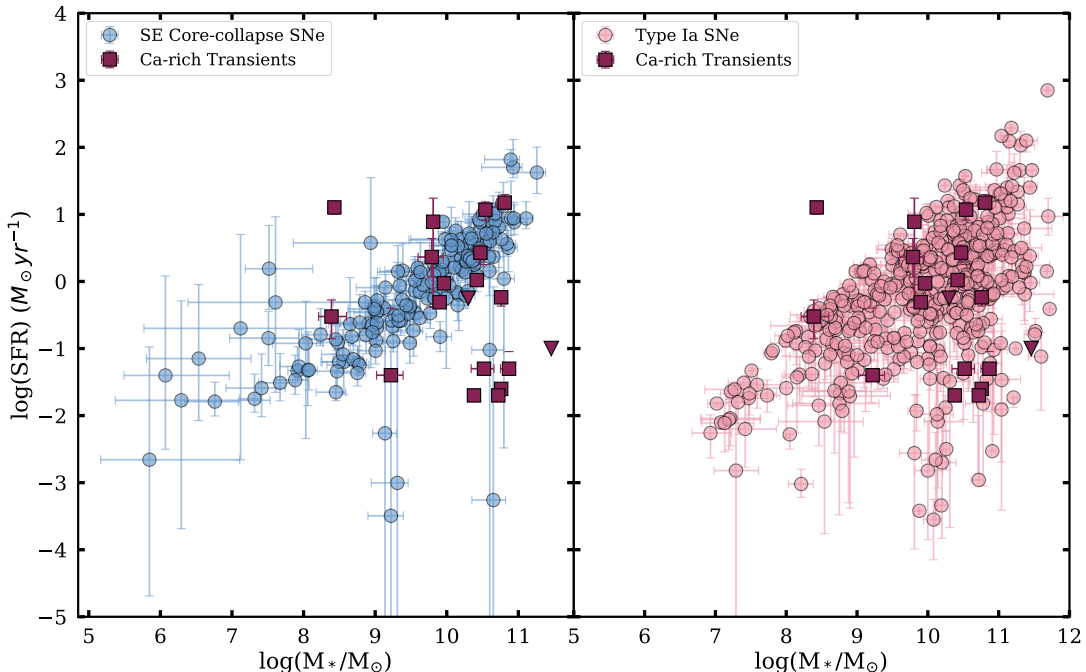 4
3
2
1
0
−1
−2
−3
−4
−5
log(SFR) (M⊙yr⁻¹)
SE Core-collapse SNe
Ca-rich Transients
Type Ia SNe
Ca-rich Transients
5 6 7 8 9 10 11 5 6 7 8 9 10 11 12
log(M∗/M⊙) log(M∗/M⊙)